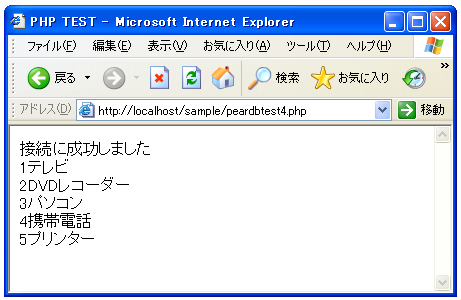 PHP TEST - Microsoft Internet Explorer
ファイル(F) 編集(E) 表示(V) お気に入り(A) ツール(T) ヘルプ(H)
戻る 検索 お気に入り »
アドレス(D) http://localhost/sample/peardbtest4.php 移動
接続に成功しました
1テレビ
2DVDレコーダー
3パソコン
4携帯電話
5プリンター